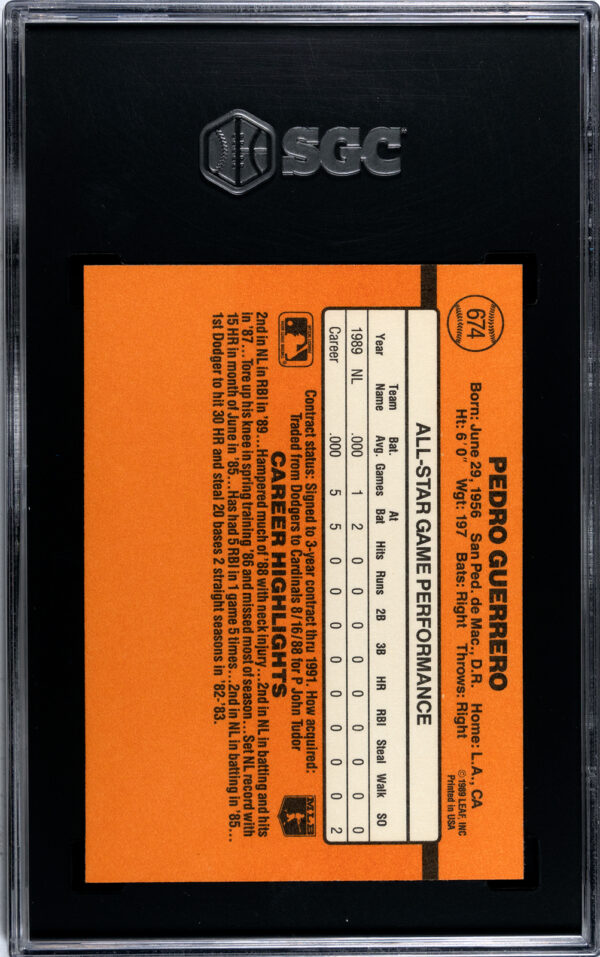 SGC
674
PEDRO GUERRERO
Born: June 29, 1956 San Ped. de Mac., D.R. Home: L.A., CA
Ht: 6'0" Wgt: 197 Bats: Right Throws: Right
© 1989 LEAF, INC
Printed in USA
ALL-STAR GAME PERFORMANCE
Year Team Name Bat. Avg. Games At Bat Hits Runs 2B 3B HR RBI Steal Walk SO
1989 NL .000 1 2 0 0 0 0 0 0 0 0 0
Career .000 5 5 0 0 0 0 0 0 0 0 2
Contract status: Signed to 3-year contract thru 1991. How acquired:
Traded from Dodgers to Cardinals 8/16/88 for P John Tudor
MLB
CAREER HIGHLIGHTS
2nd in NL in RBI in '89...Hampered much of '88 with neck injury...2nd in NL in batting and hits
in '87...Tore up his knee in spring training '86 and missed most of season...Set NL record with
15 HR in month of June in '85...Has had 5 RBI in 1 game 5 times...2nd in NL in batting in '85...
1st Dodger to hit 30 HR and steal 20 bases 2 straight seasons in '82-'83.